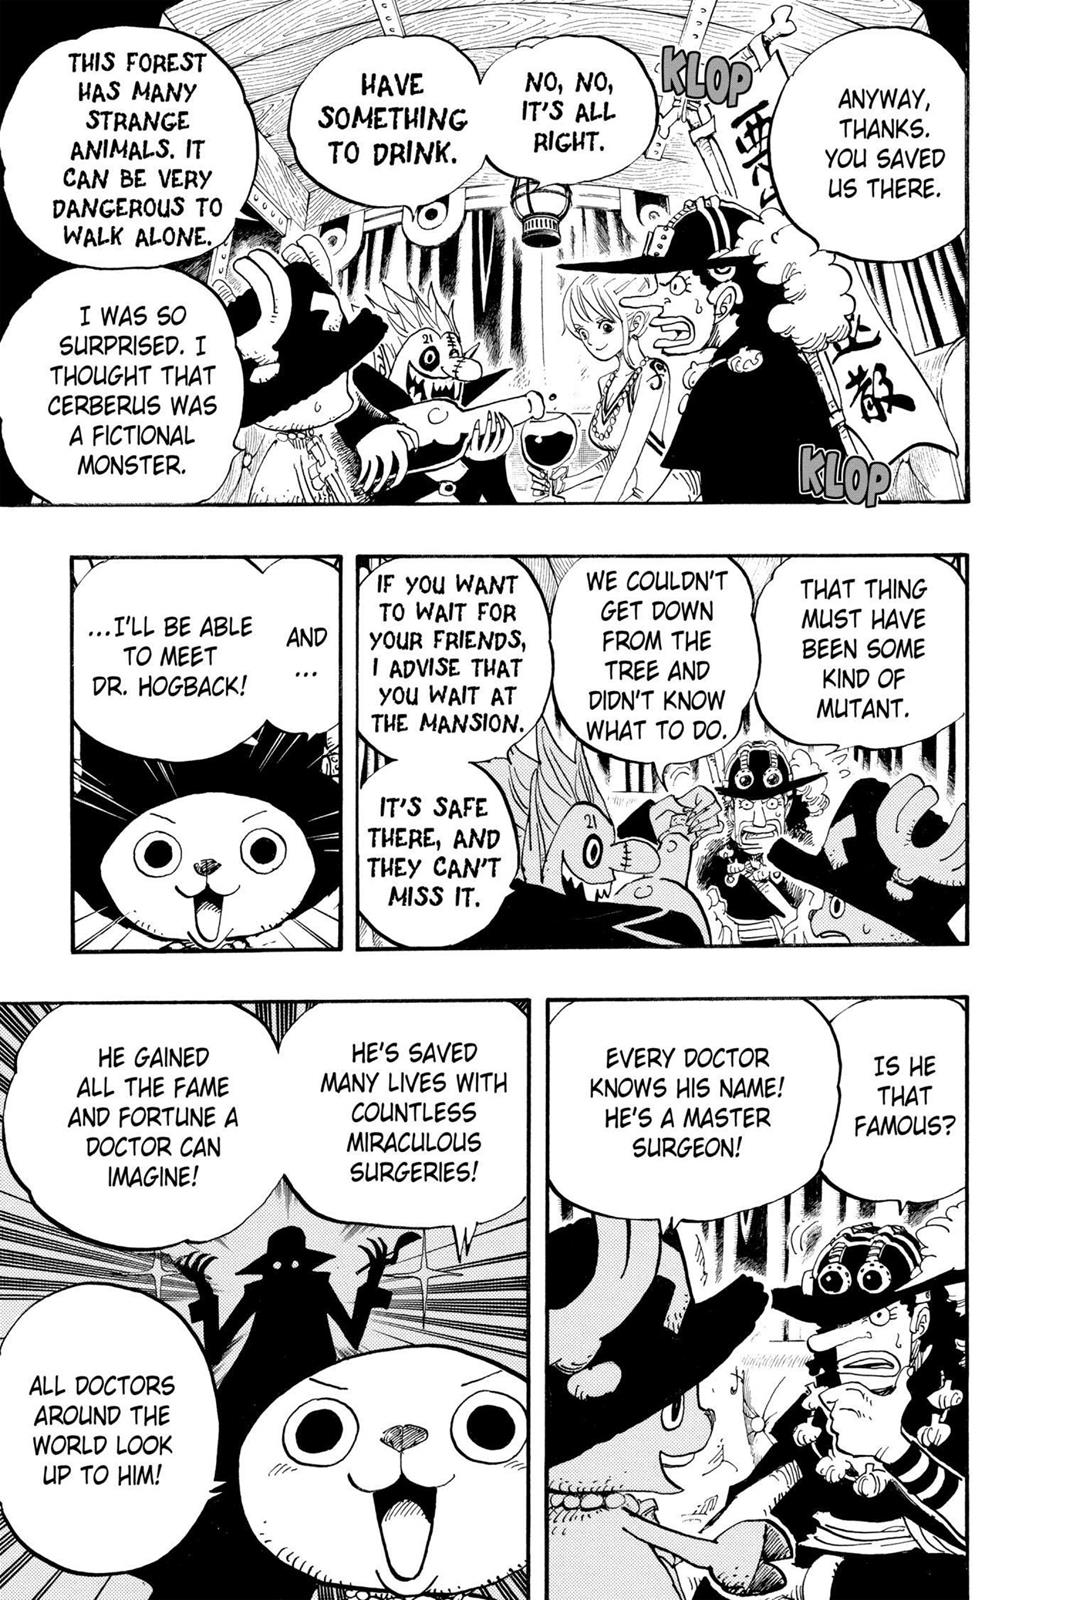 ANYWAY,
THANKS.
YOU SAVED
US THERE.
KLOP
NO, NO,
IT'S ALL
RIGHT.
HAVE
SOMETHING
TO DRINK.
THIS FOREST
HAS MANY
STRANGE
ANIMALS. IT
CAN BE VERY
DANGEROUS TO
WALK ALONE.
I WAS SO
SURPRISED. I
THOUGHT THAT
CERBERUS WAS
A FICTIONAL
MONSTER.
21
悪
散
KLOP
THAT THING
MUST HAVE
BEEN SOME
KIND OF
MUTANT.
WE COULDN'T
GET DOWN
FROM THE
TREE AND
DIDN'T KNOW
WHAT TO DO.
IF YOU WANT
TO WAIT FOR
YOUR FRIENDS,
I ADVISE THAT
YOU WAIT AT
THE MANSION.
IT'S SAFE
THERE, AND
THEY CAN'T
MISS IT.
21
AND
...
...I'LL BE ABLE
TO MEET
DR. HOGBACK!
IS HE
THAT
FAMOUS?
EVERY DOCTOR
KNOWS HIS NAME!
HE'S A MASTER
SURGEON!
HE'S SAVED
MANY LIVES WITH
COUNTLESS
MIRACULOUS
SURGERIES!
HE GAINED
ALL THE FAME
AND FORTUNE A
DOCTOR CAN
IMAGINE!
ALL DOCTORS
AROUND THE
WORLD LOOK
UP TO HIM!